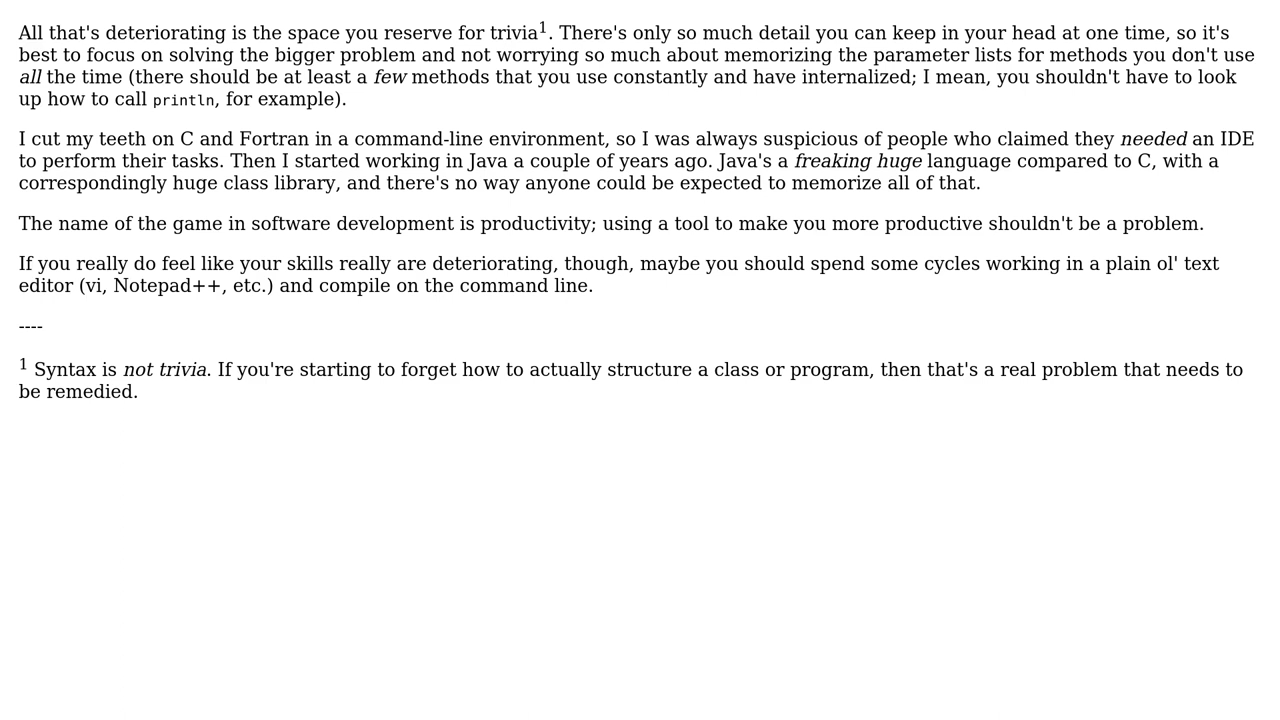 All that's deteriorating is the space you reserve for trivia1. There's only so much detail you can keep in your head at one time, so it's
best to focus on solving the bigger problem and not worrying so much about memorizing the parameter lists for methods you don't use
all the time (there should be at least a few methods that you use constantly and have internalized; I mean, you shouldn't have to look
up how to call println, for example).
I cut my teeth on C and Fortran in a command-line environment, so I was always suspicious of people who claimed they needed an IDE
to perform their tasks. Then I started working in Java a couple of years ago. Java's a freaking huge language compared to C, with a
correspondingly huge class library, and there's no way anyone could be expected to memorize all of that.
The name of the game in software development is productivity; using a tool to make you more productive shouldn't be a problem.
If you really do feel like your skills really are deteriorating, though, maybe you should spend some cycles working in a plain ol' text
editor (vi, Notepad++, etc.) and compile on the command line.
----
1 Syntax is not trivia. If you're starting to forget how to actually structure a class or program, then that's a real problem that needs to
be remedied.